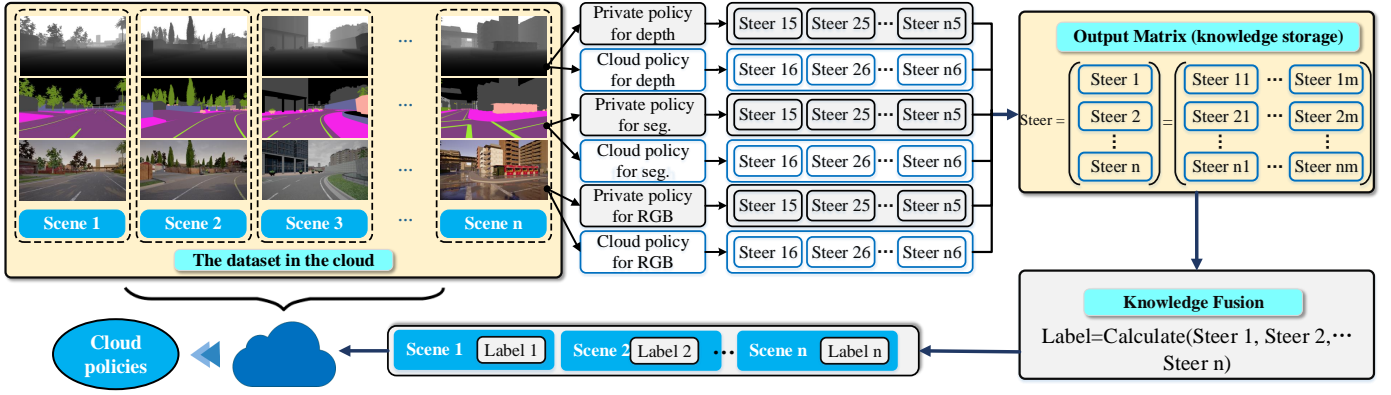 Scene 1
Scene 2
Scene 3
...
...
...
...
Scene n
The dataset in the cloud
Private policy
for depth
Steer 15 Steer 25 ... Steer n5
Cloud policy
for depth
Steer 16 Steer 26 ... Steer n6
Private policy
for seg.
Steer 15 Steer 25 ... Steer n5
Cloud policy
for seg.
Steer 16 Steer 26 ... Steer n6
Private policy
for RGB
Steer 15 Steer 25 ... Steer n5
Cloud policy
for RGB
Steer 16 Steer 26 ... Steer n6
Output Matrix (knowledge storage)
Steer =
Steer 1
Steer 2
⋮
Steer n
=
Steer 11 ... Steer 1m
Steer 21 ... Steer 2m
⋮ ⋮
Steer n1 ... Steer nm
Knowledge Fusion
Label=Calculate(Steer 1, Steer 2,...
Steer n)
Scene 1 Label 1
Scene 2 Label 2
...
Scene n Label n
Cloud
policies